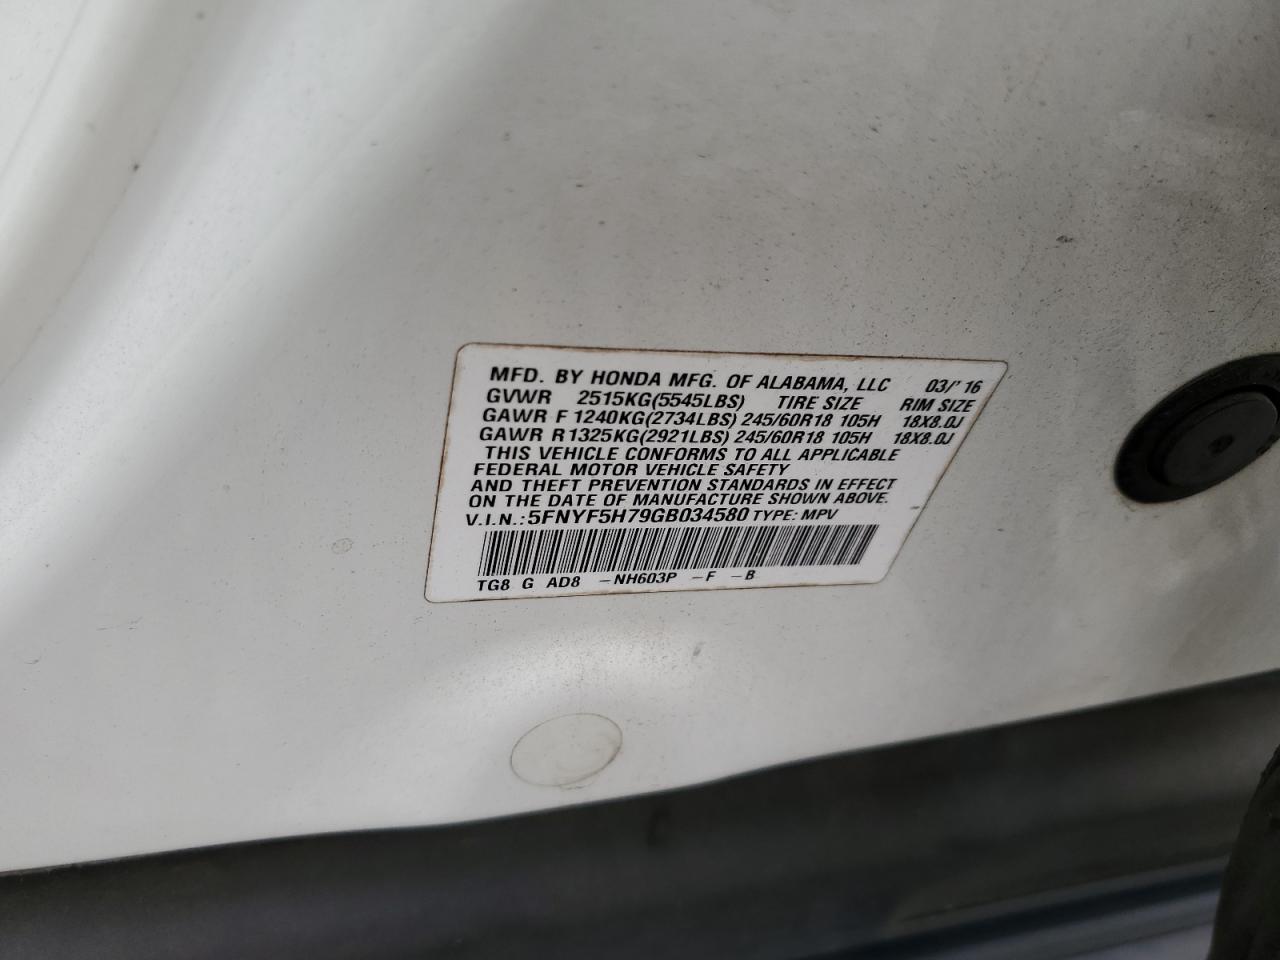 MFD. BY HONDA MFG. OF ALABAMA, LLC 03/'16
GVWR 2515KG(5545LBS) TIRE SIZE RIM SIZE
GAWR F 1240KG(2734LBS) 245/60R18 105H 18X8.0J
GAWR R 1325KG(2921LBS) 245/60R18 105H 18X8.0J
THIS VEHICLE CONFORMS TO ALL APPLICABLE
FEDERAL MOTOR VEHICLE SAFETY
AND THEFT PREVENTION STANDARDS IN EFFECT
ON THE DATE OF MANUFACTURE SHOWN ABOVE.
V.I.N.: 5FNYF5H79GB034580 TYPE: MPV
TG8 G AD8 -NH603P -F -B